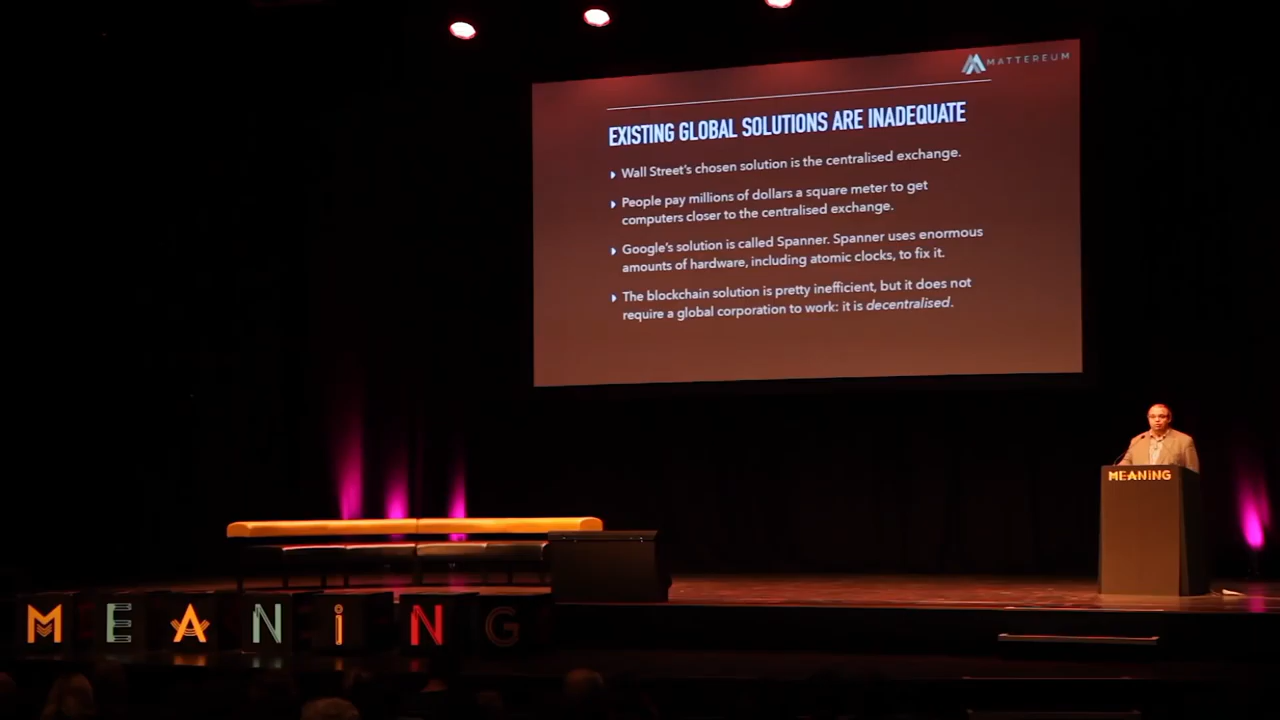 MATTEREUM
EXISTING GLOBAL SOLUTIONS ARE INADEQUATE
Wall Street's chosen solution is the centralised exchange.
People pay millions of dollars a square meter to get
computers closer to the centralised exchange.
Google's solution is called Spanner. Spanner uses enormous
amounts of hardware, including atomic clocks, to fix it.
The blockchain solution is pretty inefficient, but it does not
require a global corporation to work: it is decentralised.
MEANiNG
MEANiNG